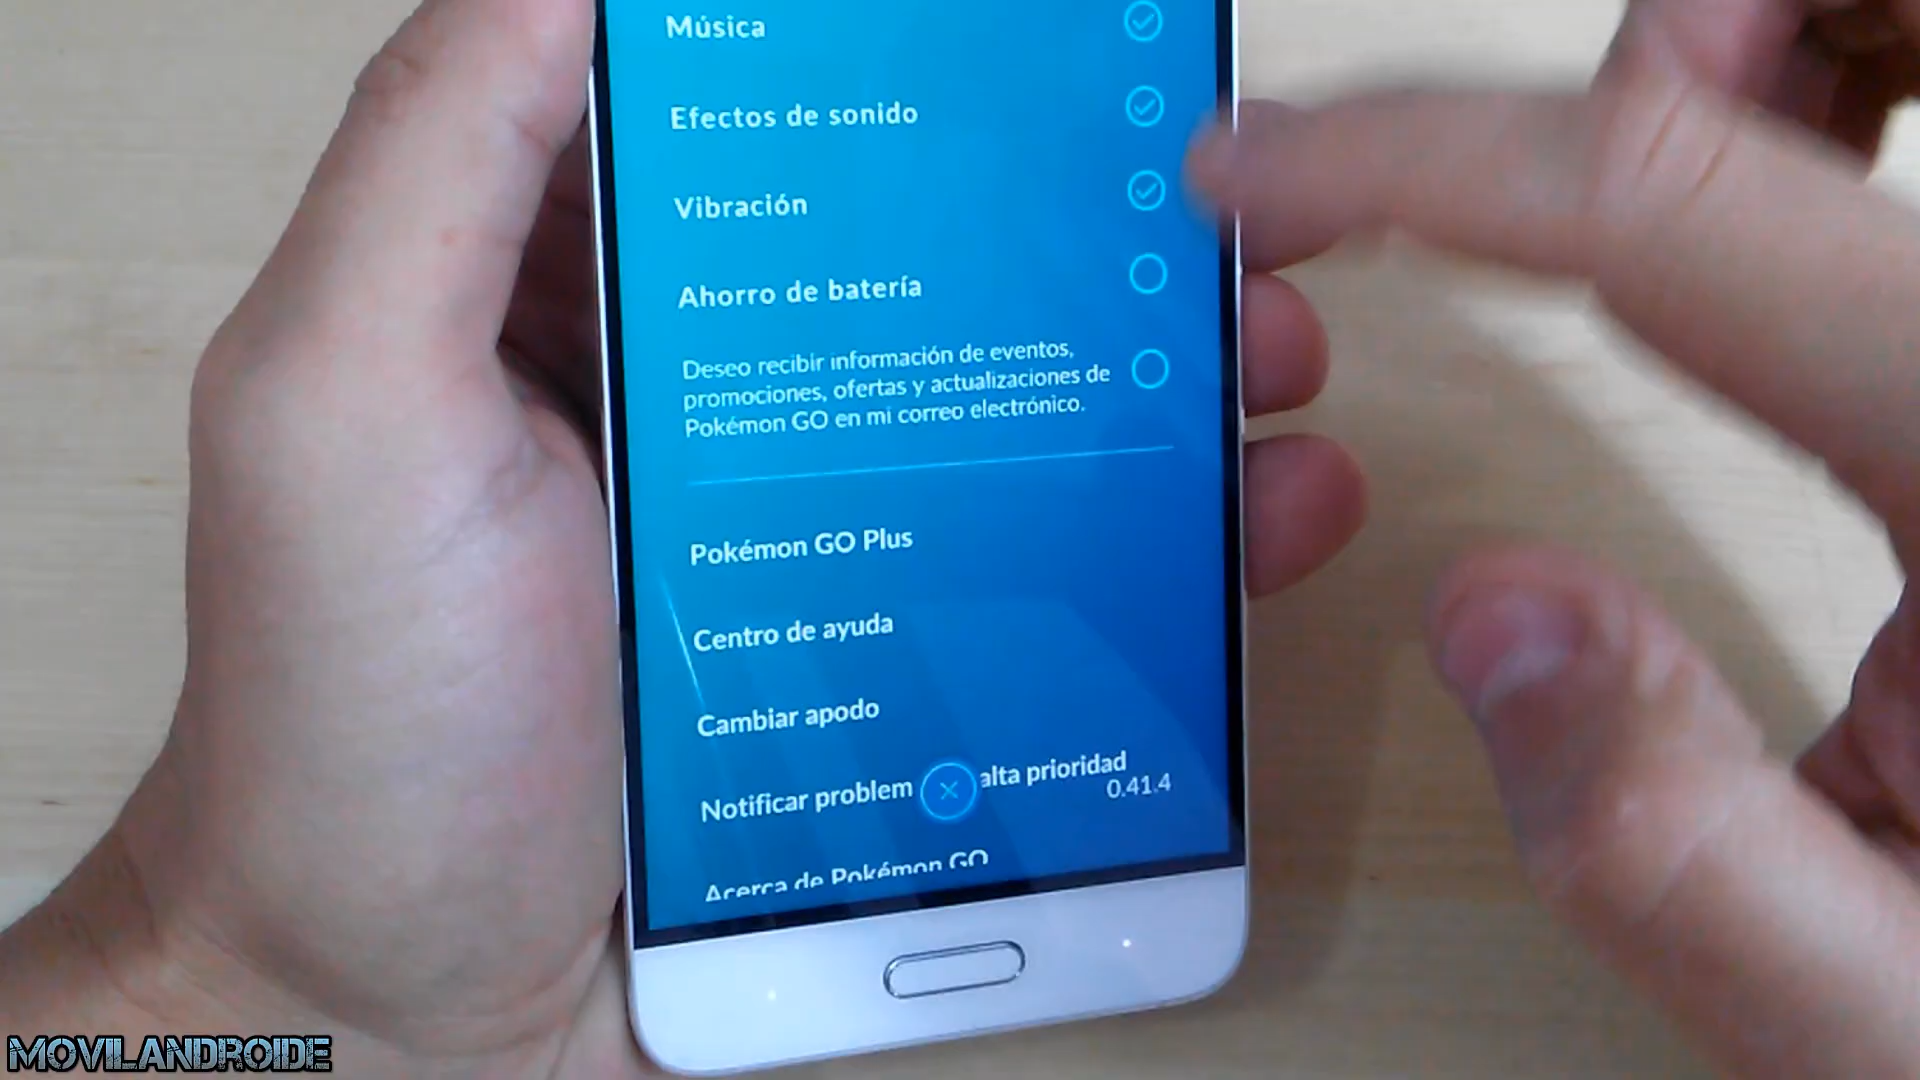 Música
Efectos de sonido
Vibración
Ahorro de batería
Deseo recibir información de eventos,
promociones, ofertas y actualizaciones de
Pokémon GO en mi correo electrónico.
Pokémon GO Plus
Centro de ayuda
Cambiar apodo
Notificar problem alta prioridad
0.41.4
Acerca de Pokémon GO
MOVILANDROIDE